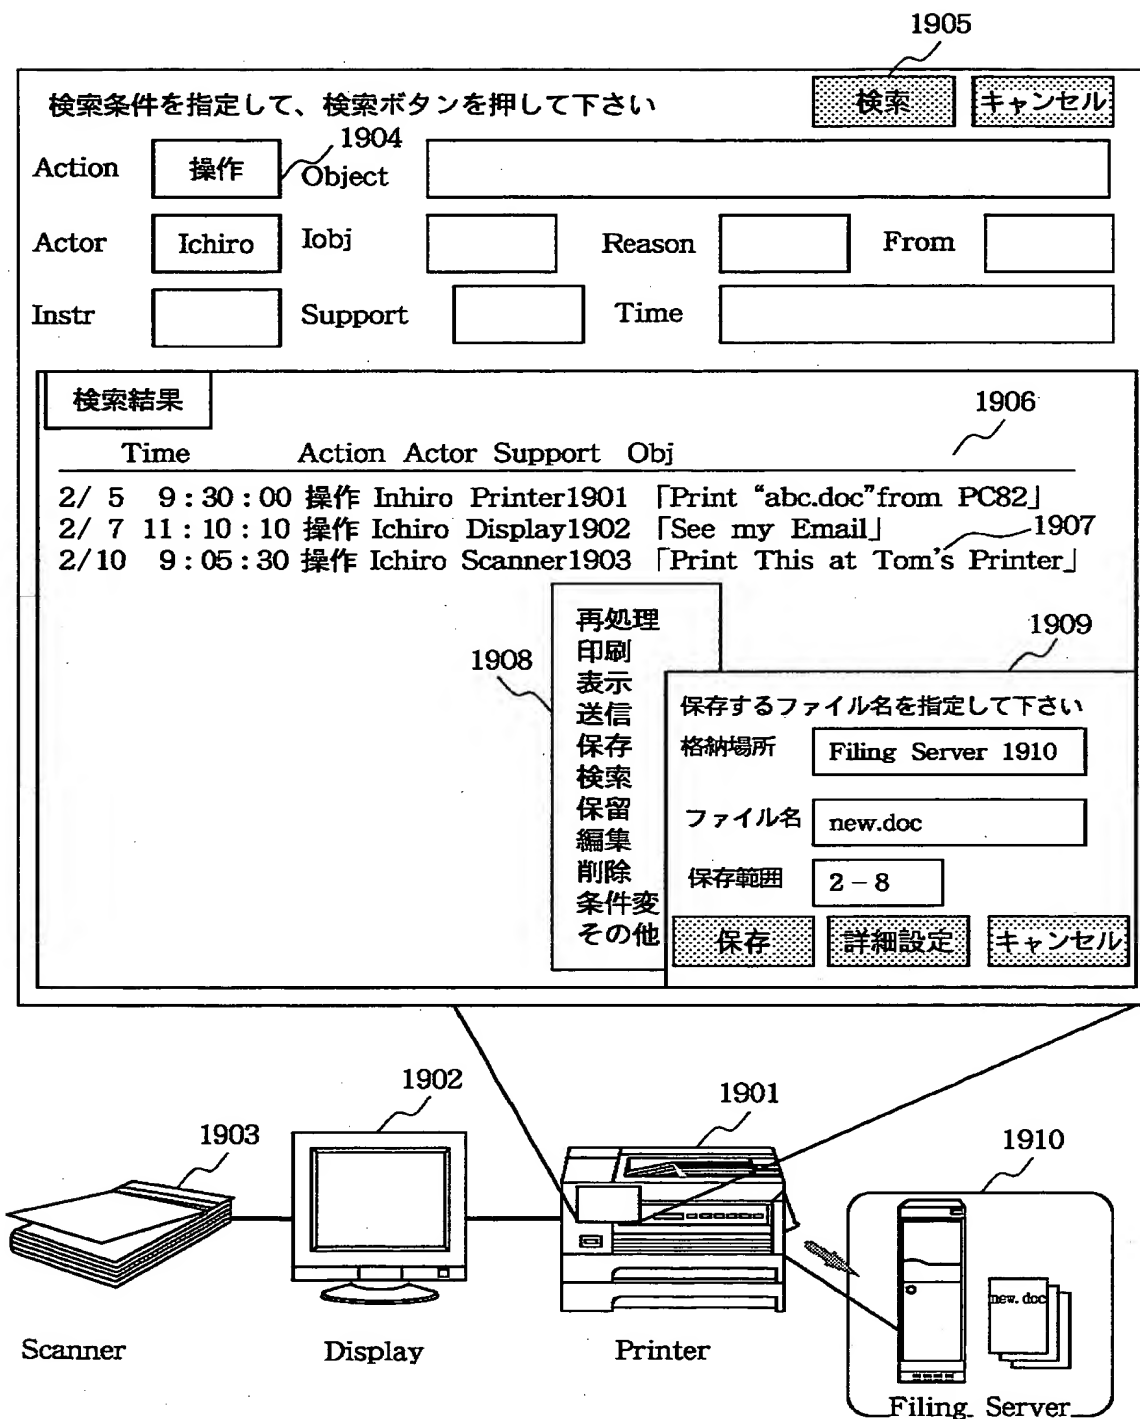 1905
検索条件を指定して、検索ボタンを押して下さい 検索 キャンセル
1904
Action 操作 Object
Actor Ichiro Iobj Reason From
Instr Support Time
検索結果
1906
Time Action Actor Support Obj
2/ 5 9:30:00 操作 Inhiro Printer1901 「Print “abc.doc”from PC82」
2/ 7 11:10:10 操作 Ichiro Display1902 「See my Email」
1907
2/10 9:05:30 操作 Ichiro Scanner1903 「Print This at Tom's Printer」
1908
再処理
印刷
表示
送信
保存
検索
保留
編集
削除
条件変
その他
1909
保存するファイル名を指定して下さい
格納場所 Filing Server 1910
ファイル名 new.doc
保存範囲 2－8
保存 詳細設定 キャンセル
1903
1902
1901
1910
new.doc
Scanner
Display
Printer
Filing Server